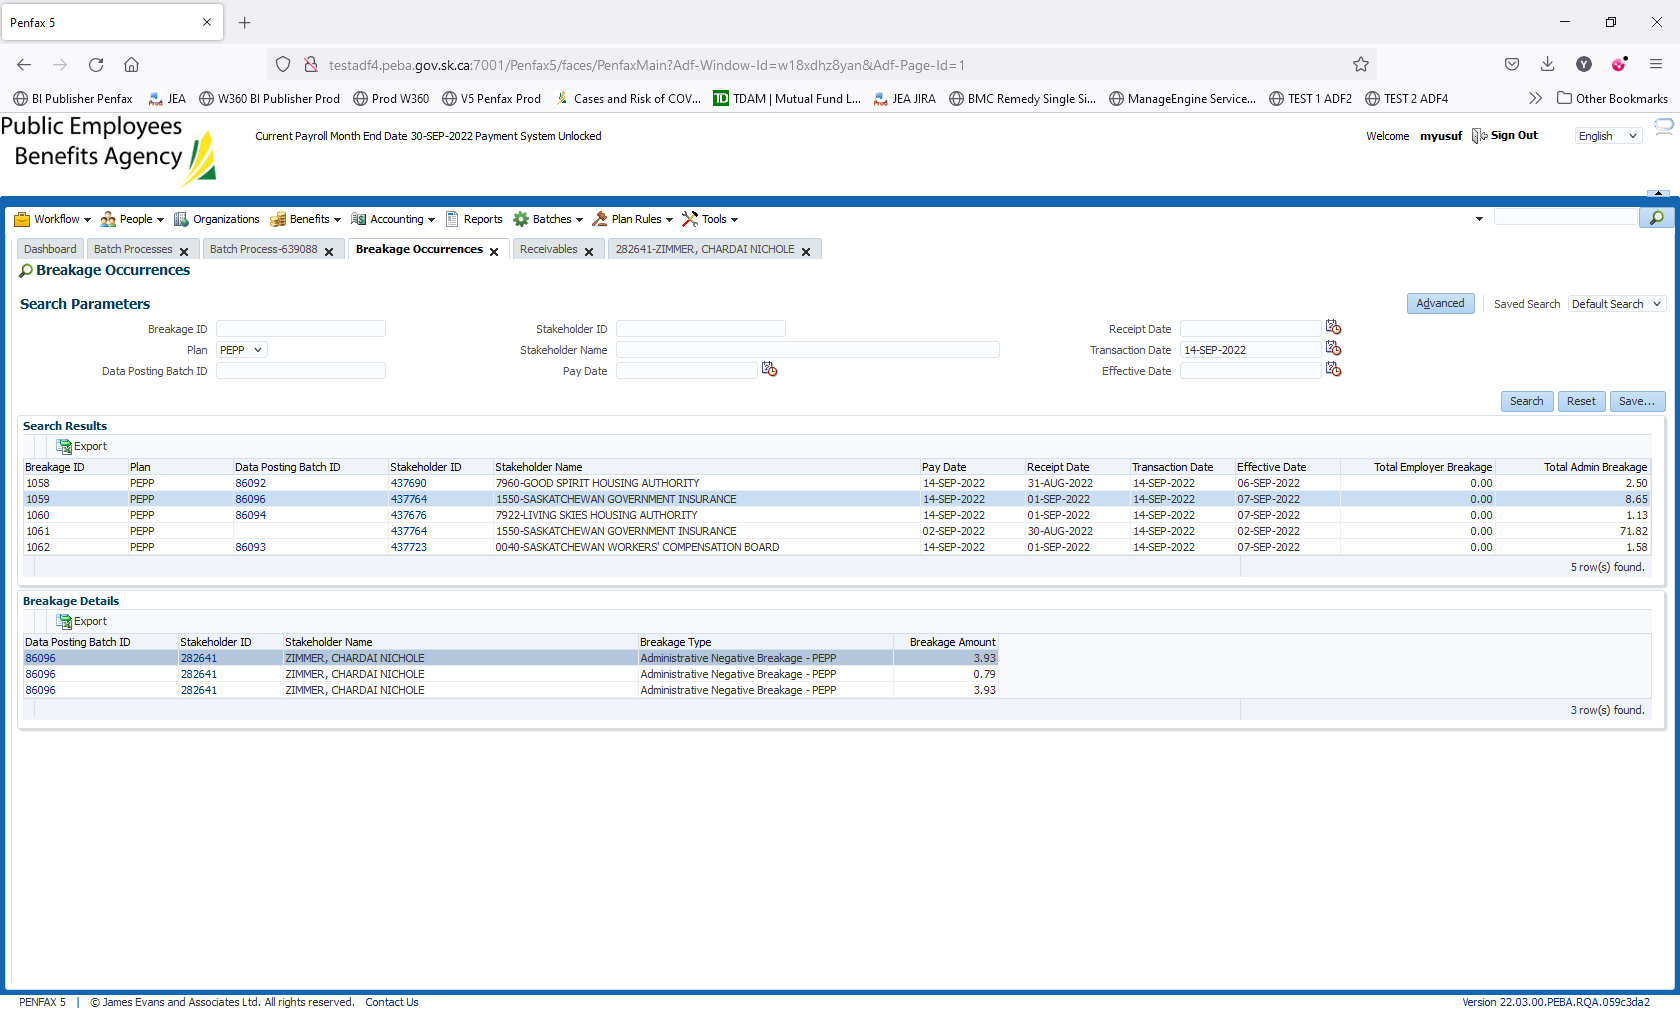 Penfax 5
testadf4.peba.gov.sk.ca:7001/Penfax5/faces/PenfaxMain?Adf-Window-Id=w18xdhz8yan&Adf-Page-Id=1
BI Publisher Penfax JEA W360 BI Publisher Prod Prod W360 V5 Penfax Prod Cases and Risk of COV... TDAM | Mutual Fund L... JEA JIRA BMC Remedy Single Si... ManageEngine Service... TEST 1 ADF2 TEST 2 ADF4 Other Bookmarks
Public Employees
Benefits Agency
Current Payroll Month End Date 30-SEP-2022 Payment System Unlocked
Welcome myusuf Sign Out English
Workflow People Organizations Benefits Accounting Reports Batches Plan Rules Tools
Dashboard Batch Processes Batch Process-639088 Breakage Occurrences Receivables 282641-ZIMMER, CHARDAI NICHOLE
Breakage Occurrences
Search Parameters
Advanced Saved Search Default Search
Breakage ID Stakeholder ID Receipt Date
Plan PEPP Stakeholder Name Transaction Date 14-SEP-2022
Data Posting Batch ID Pay Date Effective Date
Search Reset Save...
Search Results
Export
Breakage ID Plan Data Posting Batch ID Stakeholder ID Stakeholder Name Pay Date Receipt Date Transaction Date Effective Date Total Employer Breakage Total Admin Breakage
1058 PEPP 86092 437690 7960-GOOD SPIRIT HOUSING AUTHORITY 14-SEP-2022 31-AUG-2022 14-SEP-2022 06-SEP-2022 0.00 2.50
1059 PEPP 86096 437764 1550-SASKATCHEWAN GOVERNMENT INSURANCE 14-SEP-2022 01-SEP-2022 14-SEP-2022 07-SEP-2022 0.00 8.65
1060 PEPP 86094 437676 7922-LIVING SKIES HOUSING AUTHORITY 14-SEP-2022 01-SEP-2022 14-SEP-2022 07-SEP-2022 0.00 1.13
1061 PEPP 437764 1550-SASKATCHEWAN GOVERNMENT INSURANCE 02-SEP-2022 30-AUG-2022 14-SEP-2022 02-SEP-2022 0.00 71.82
1062 PEPP 86093 437723 0040-SASKATCHEWAN WORKERS' COMPENSATION BOARD 14-SEP-2022 01-SEP-2022 14-SEP-2022 07-SEP-2022 0.00 1.58
5 row(s) found.
Breakage Details
Export
Data Posting Batch ID Stakeholder ID Stakeholder Name Breakage Type Breakage Amount
86096 282641 ZIMMER, CHARDAI NICHOLE Administrative Negative Breakage - PEPP 3.93
86096 282641 ZIMMER, CHARDAI NICHOLE Administrative Negative Breakage - PEPP 0.79
86096 282641 ZIMMER, CHARDAI NICHOLE Administrative Negative Breakage - PEPP 3.93
3 row(s) found.
PENFAX 5 | © James Evans and Associates Ltd. All rights reserved. Contact Us Version 22.03.00.PEBA.RQA.059c3da2